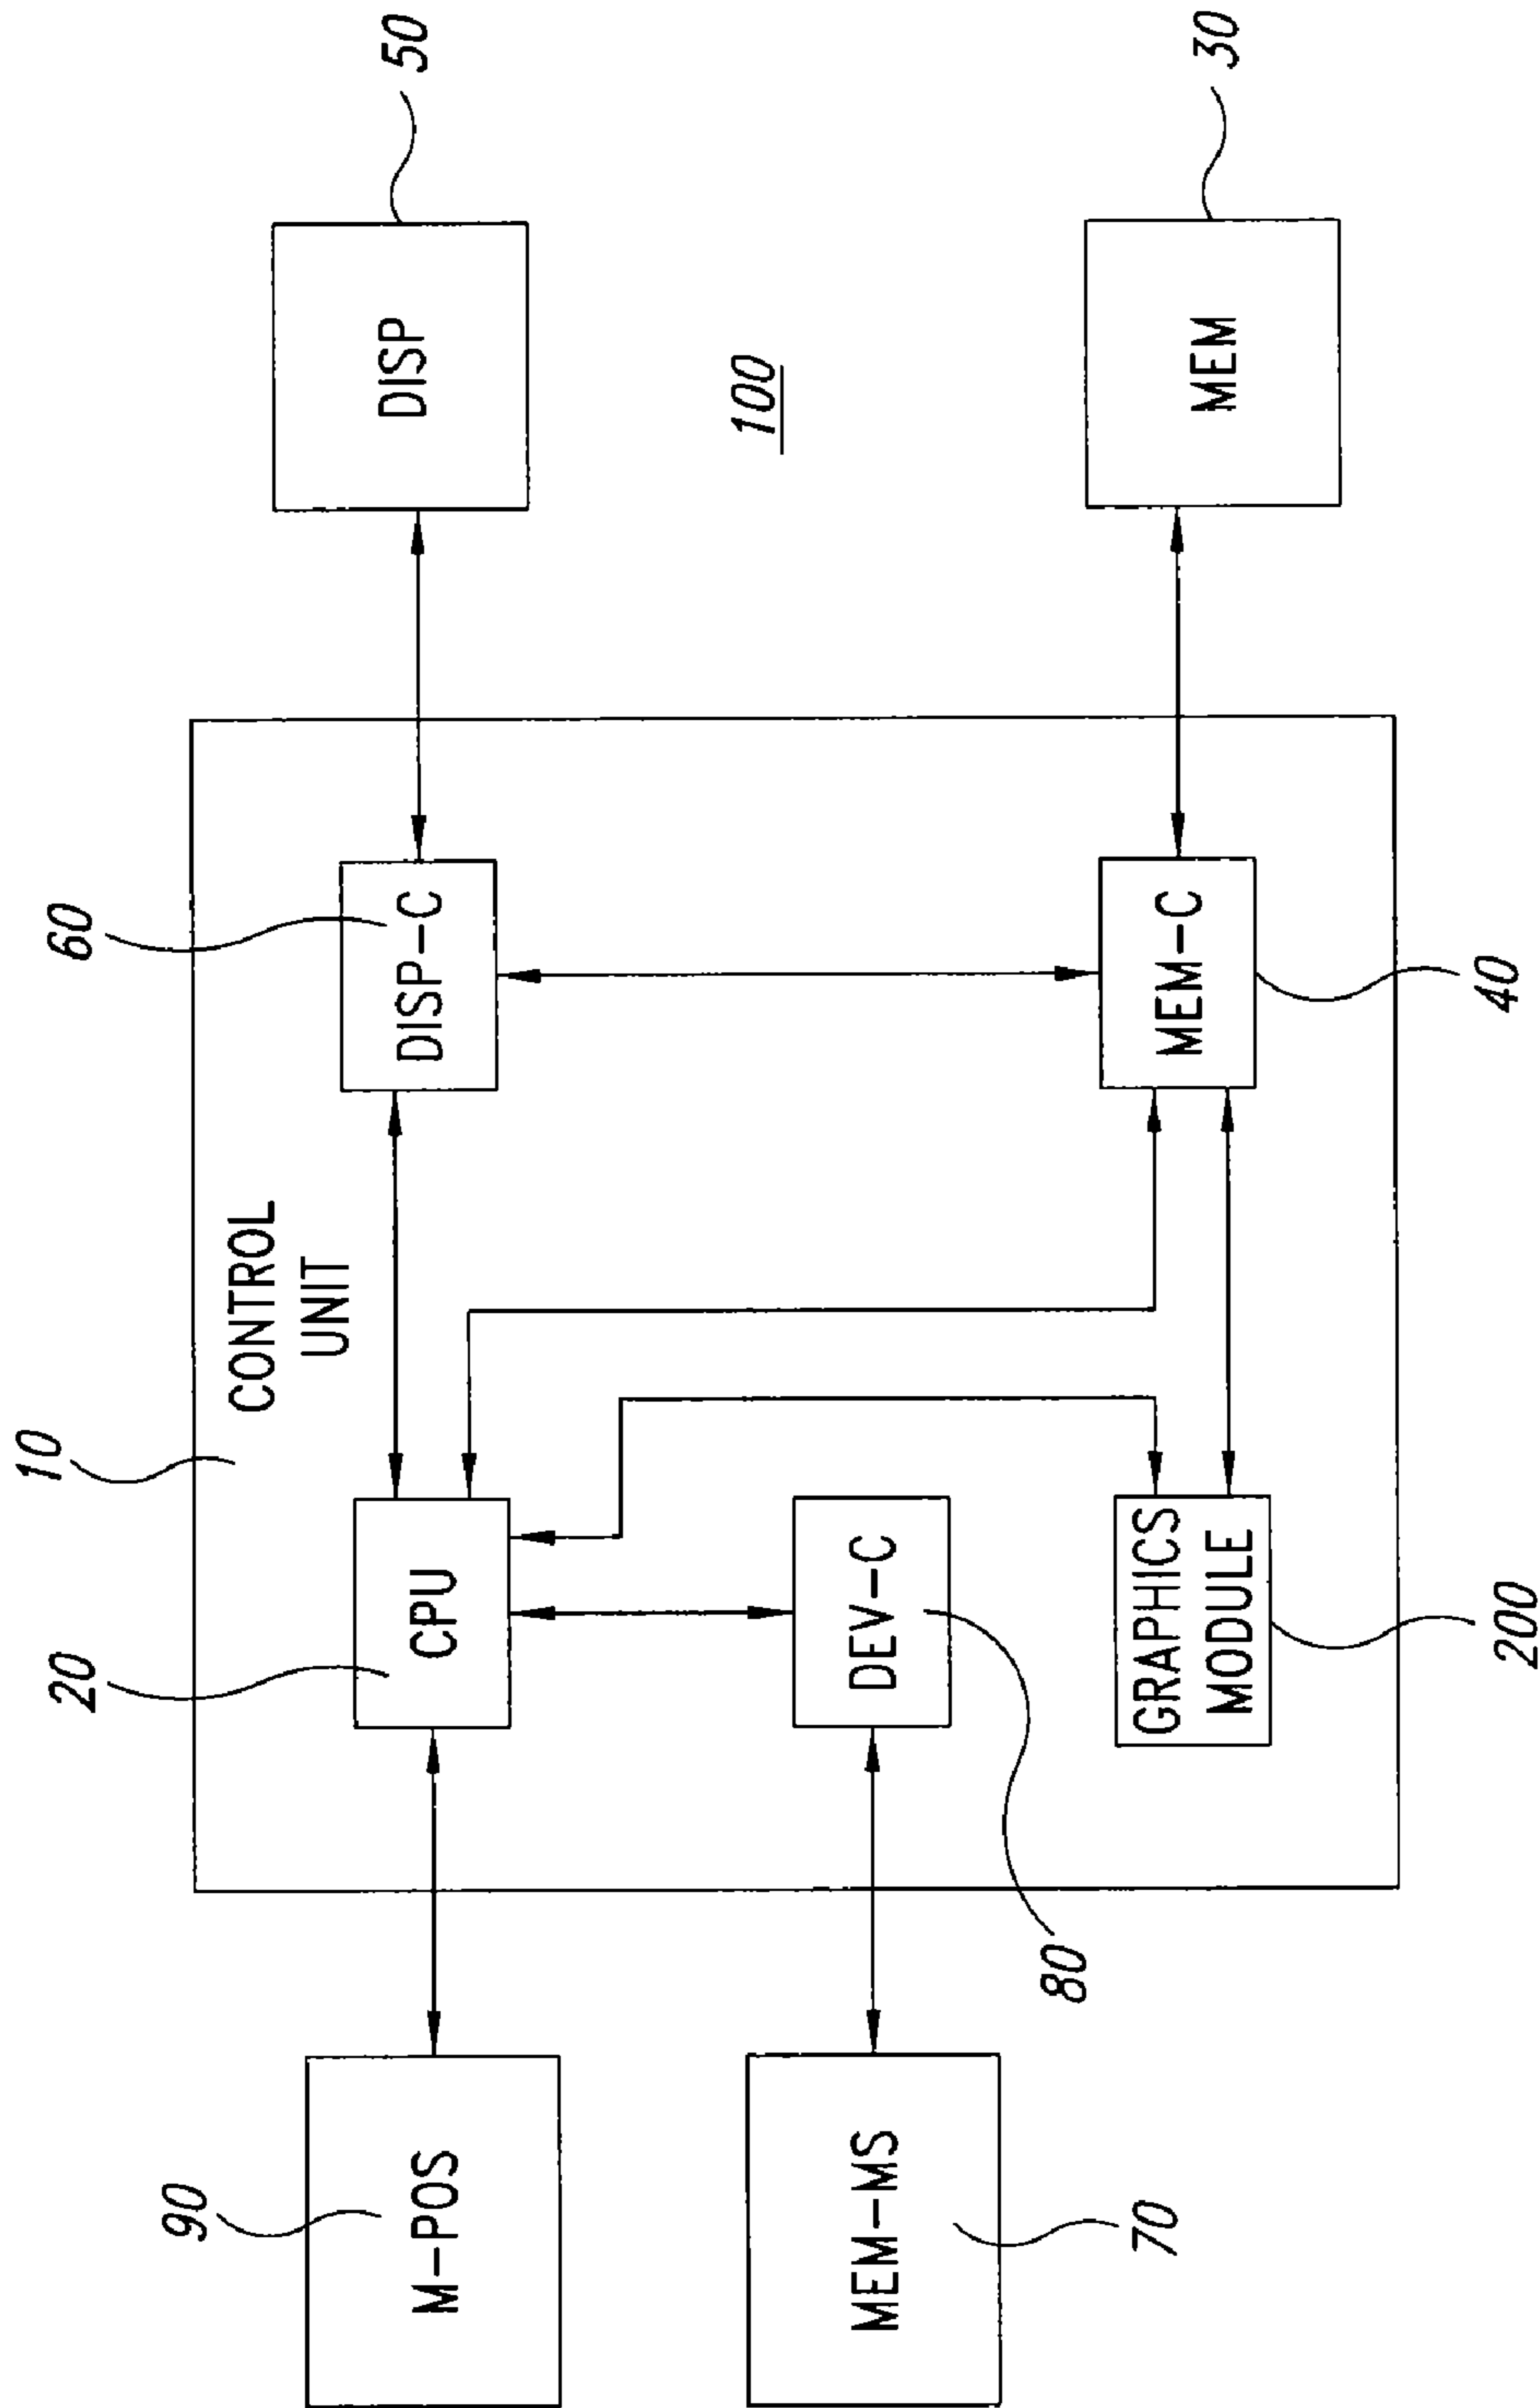 10
CONTROL
UNIT
90
M-POS
20
CPU
60
DISP-C
DISP
50
100
MEM-MS
70
DEV-C
80
GRAPHICS
MODULE
200
MEM-C
40
MEM
30